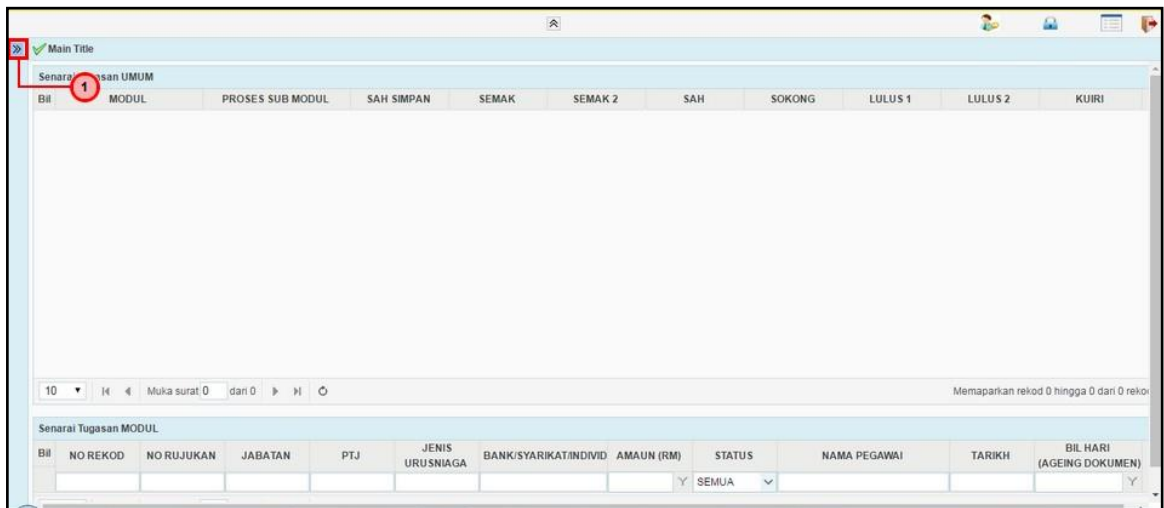 Main Title
Senarai Tugasan UMUM
1
Bil MODUL PROSES SUB MODUL SAH SIMPAN SEMAK SEMAK 2 SAH SOKONG LULUS 1 LULUS 2 KUIRI
10 Muka surat 0 dari 0 Memaparkan rekod 0 hingga 0 dari 0 reko
Senarai Tugasan MODUL
Bil NO REKOD NO RUJUKAN JABATAN PTJ JENIS URUSNIAGA BANK/SYARIKAT/INDIVID AMAUN (RM) STATUS NAMA PEGAWAI TARIKH BIL HARI (AGEING DOKUMEN)
SEMUA